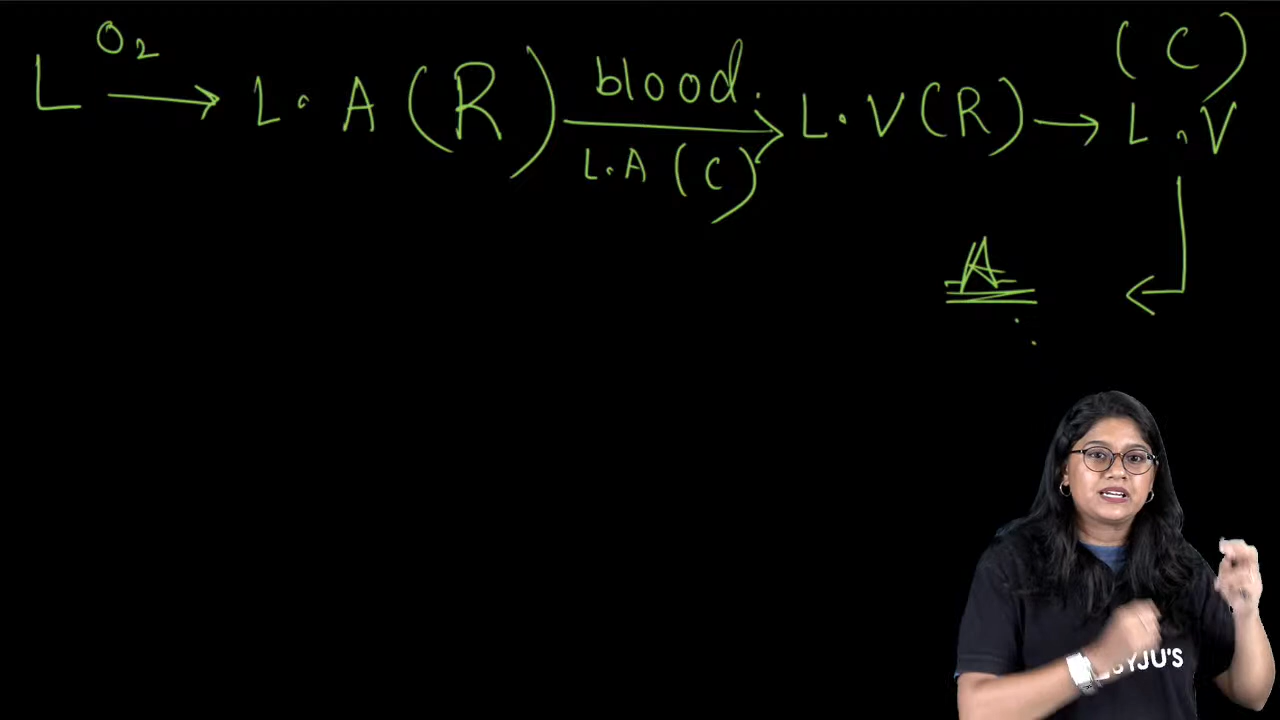 L O2 → L.A (R) blood. → L.V (R) → (C)
L.A (C) L.V
A
BYJU'S